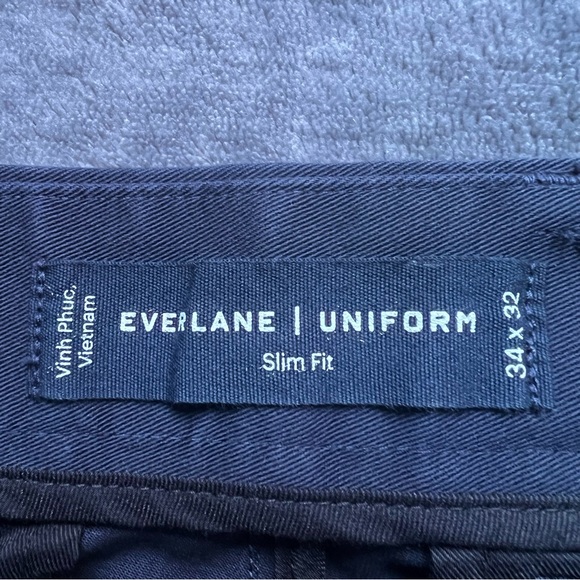 Vinh Phuc,
Vietnam
EVERLANE | UNIFORM
Slim Fit
34 x 32